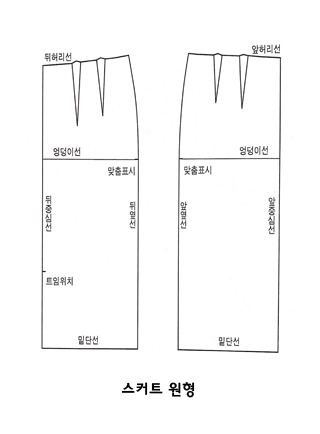 뒤허리선
앞허리선
엉덩이선
엉덩이선
맞춤표시
맞춤표시
뒤중심선
뒤옆선
앞옆선
앞중심선
트임위치
밑단선
밑단선
스커트 원형